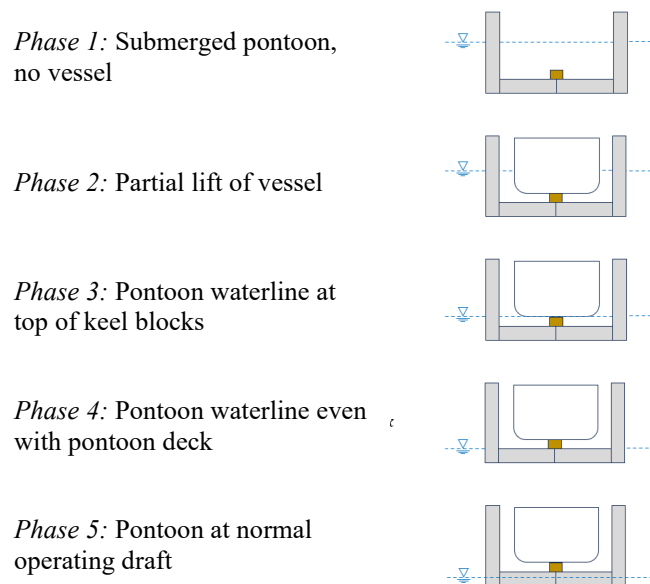 Phase 1: Submerged pontoon,
no vessel
Phase 2: Partial lift of vessel
Phase 3: Pontoon waterline at
top of keel blocks
Phase 4: Pontoon waterline even
with pontoon deck
Phase 5: Pontoon at normal
operating draft